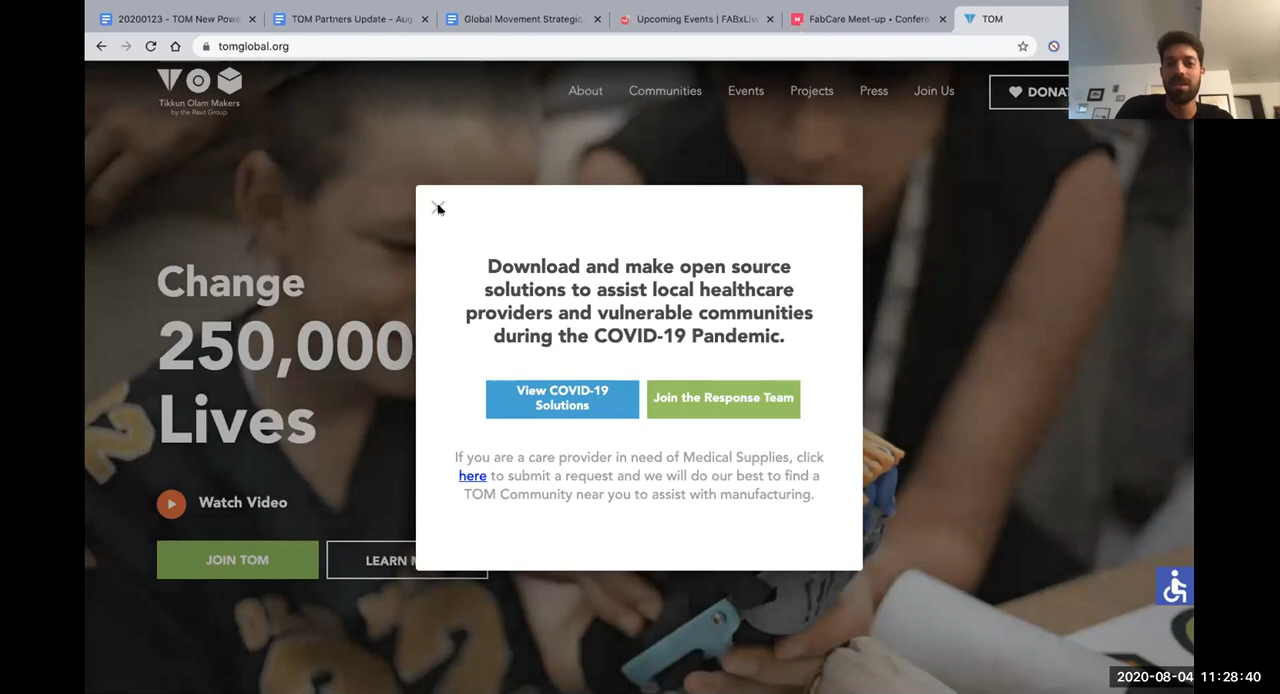 20200123 - TOM New Powe
TOM Partners Update - Aug
Global Movement Strategic
Upcoming Events | FABxLiv
FabCare Meet-up • Confere
TOM
tomglobal.org
Tikkun Olam Makers
by the Reut Group
About
Communities
Events
Projects
Press
Join Us
DONA
Change
250,000
Lives
Watch Video
JOIN TOM
LEARN M
Download and make open source
solutions to assist local healthcare
providers and vulnerable communities
during the COVID-19 Pandemic.
View COVID-19
Solutions
Join the Response Team
If you are a care provider in need of Medical Supplies, click
here to submit a request and we will do our best to find a
TOM Community near you to assist with manufacturing.
2020-08-04 11:28:40